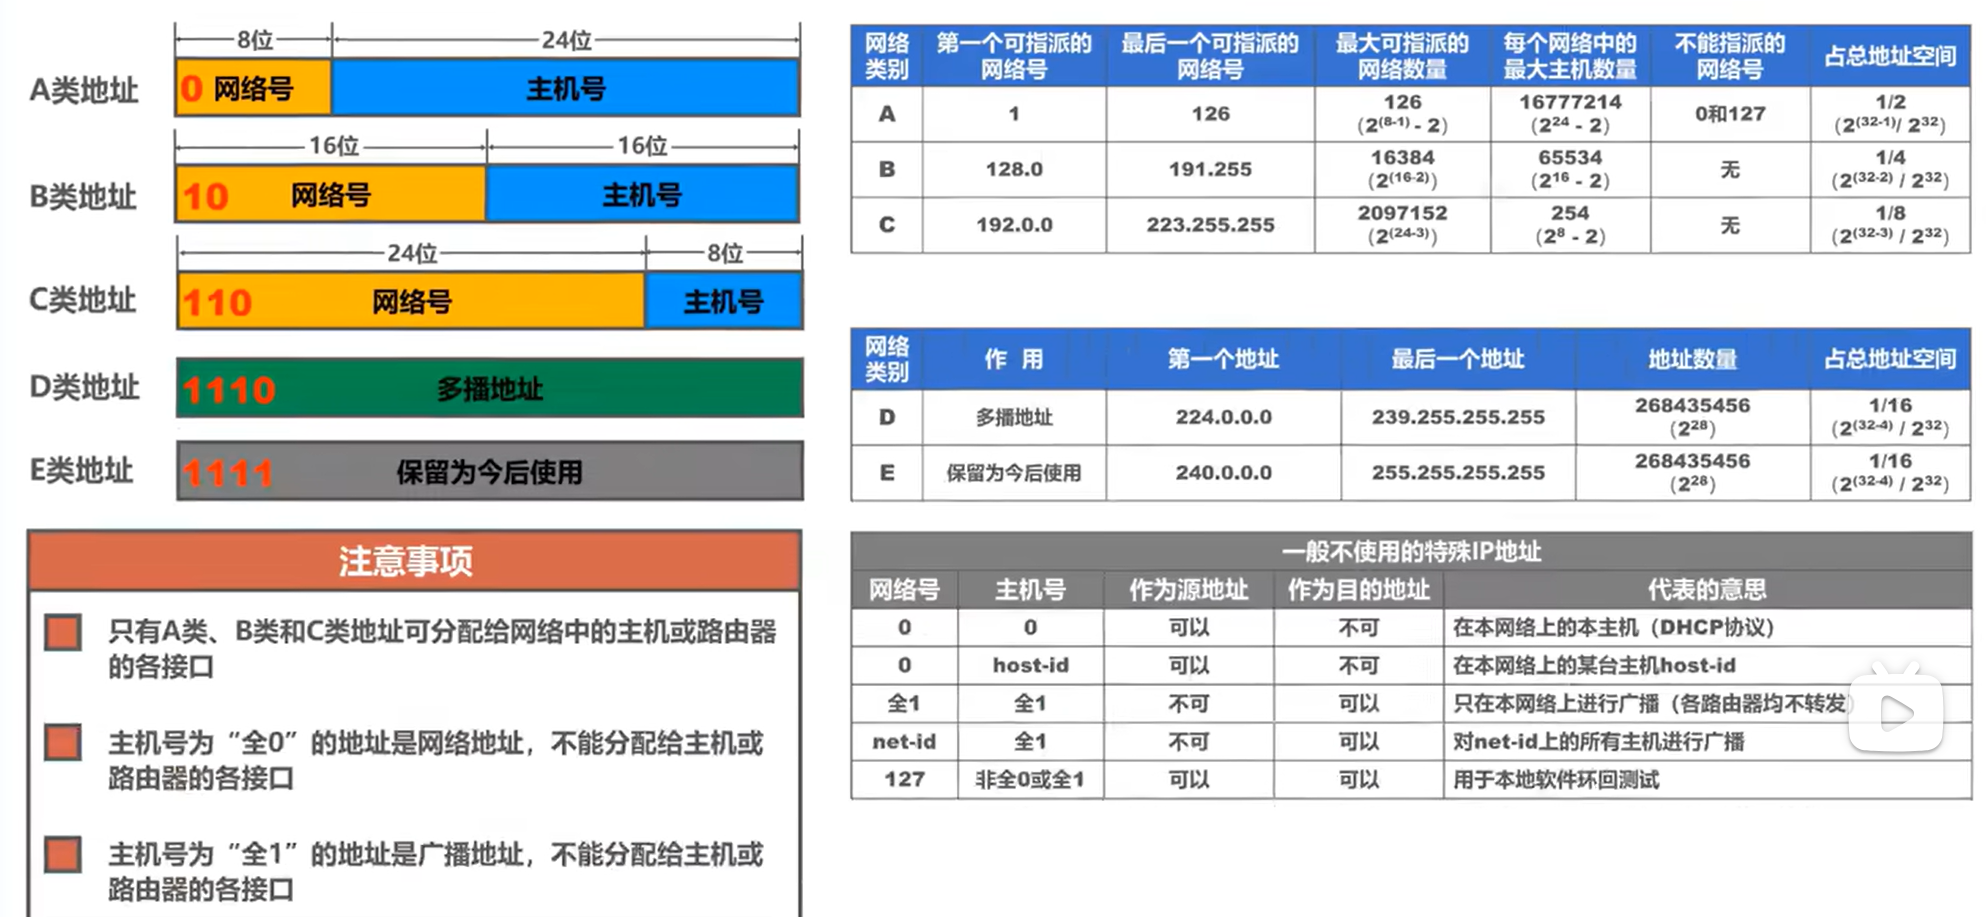 8位
24位
A类地址
0 网络号
主机号
16位
16位
B类地址
10 网络号
主机号
24位
8位
C类地址
110 网络号
主机号
D类地址
1110 多播地址
E类地址
1111 保留为今后使用
注意事项
只有A类、B类和C类地址可分配给网络中的主机或路由器
的各接口
主机号为“全0”的地址是网络地址，不能分配给主机或
路由器的各接口
主机号为“全1”的地址是广播地址，不能分配给主机或
路由器的各接口
网络 第一个可指派的 最后一个可指派的 最大可指派的 每个网络中的 不能指派的 占总地址空间
类别 网络号 网络号 网络数量 最大主机数量 网络号
A 1 126 126 16777214 0和127 1/2
(2^(8-1) - 2) (2^24 - 2) (2^(32-1)/ 2^32)
B 128.0 191.255 16384 65534 无 1/4
(2^(16-2)) (2^16 - 2) (2^(32-2) / 2^32)
C 192.0.0 223.255.255 2097152 254 无 1/8
(2^(24-3)) (2^8 - 2) (2^(32-3) / 2^32)
网络 作 用 第一个地址 最后一个地址 地址数量 占总地址空间
类别
D 多播地址 224.0.0.0 239.255.255.255 268435456 1/16
(2^28) (2^(32-4) / 2^32)
E 保留为今后使用 240.0.0.0 255.255.255.255 268435456 1/16
(2^28) (2^(32-4) / 2^32)
一般不使用的特殊IP地址
网络号 主机号 作为源地址 作为目的地址 代表的意思
0 0 可以 不可 在本网络上的本主机（DHCP协议）
0 host-id 可以 不可 在本网络上的某台主机host-id
全1 全1 不可 可以 只在本网络上进行广播（各路由器均不转发）
net-id 全1 不可 可以 对net-id上的所有主机进行广播
127 非全0或全1 可以 可以 用于本地软件环回测试